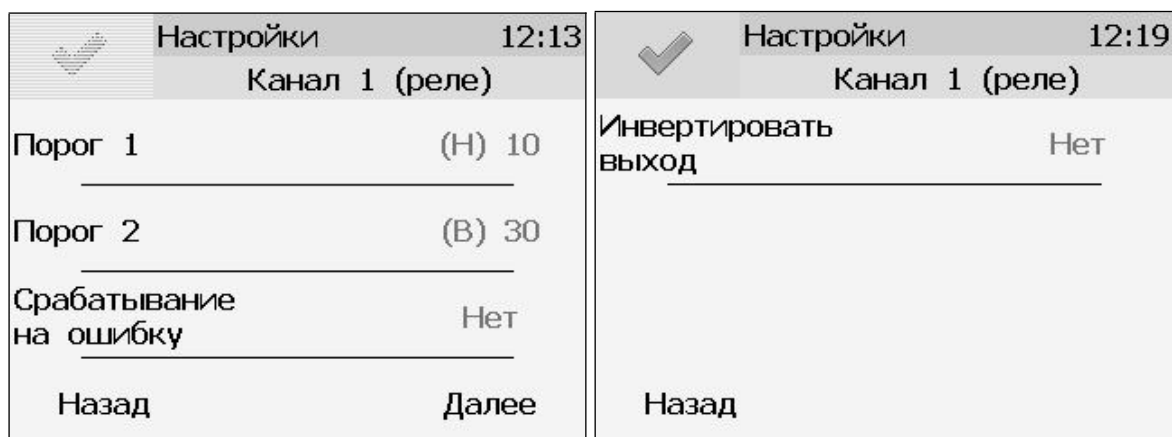 Настройки 12:13
Канал 1 (реле)
Порог 1 (Н) 10
Порог 2 (В) 30
Срабатывание
на ошибку
Нет
Назад Далее
Настройки 12:19
Канал 1 (реле)
Инвертировать
выход
Нет
Назад